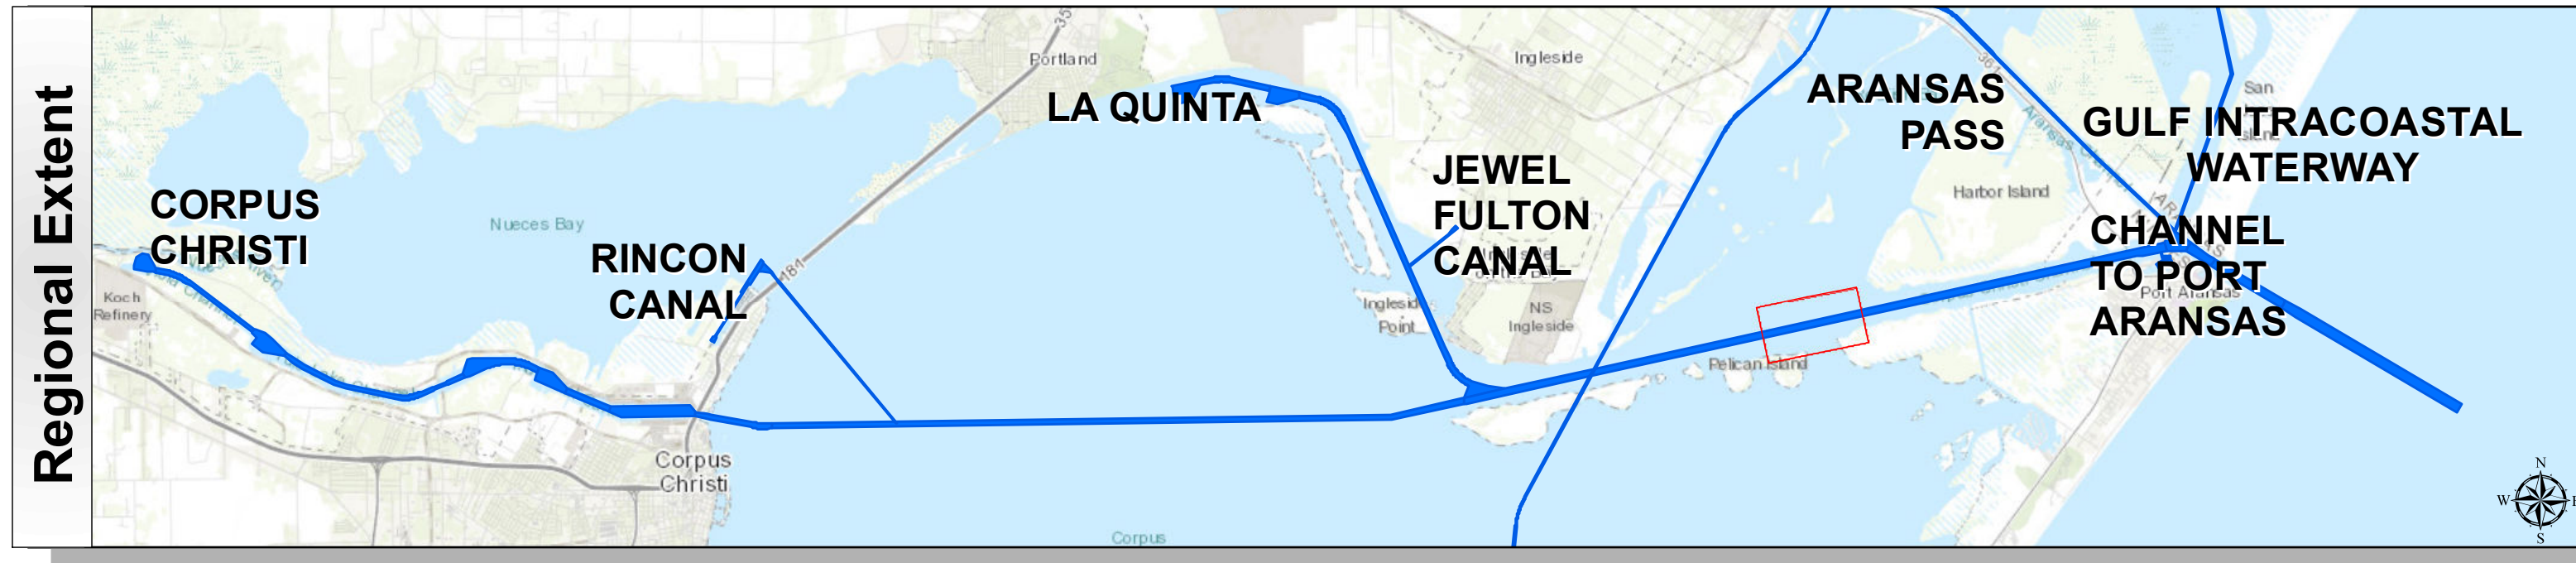 Regional Extent
CORPUS
CHRISTI
Koch
Refinery
Nueces Bay
RINCON
CANAL
181
Corpus
Christi
Portland
35
LA QUINTA
Corpus
Ingleside
JEWEL
FULTON
CANAL
Ingleside
Point
NS
Ingleside
Pelican Island
ARANSAS
PASS
361
Harbor Island
San
GULF INTRACOASTAL
WATERWAY
CHANNEL
TO PORT
ARANSAS
Port Aransas
N
W
S